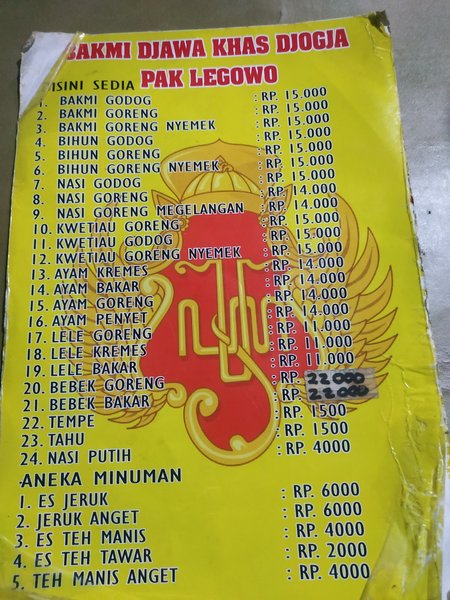 BAKMI DJAWA KHAS DJOGJA
PAK LEGOWO
ISINI SEDIA
1. BAKMI GODOG : RP. 15.000
2. BAKMI GORENG : RP. 15.000
3. BAKMI GORENG NYEMEK : RP. 15.000
4. BIHUN GODOG : RP. 15.000
5. BIHUN GORENG : RP. 15.000
6. BIHUN GORENG NYEMEK : RP. 15.000
7. NASI GODOG : RP. 15.000
8. NASI GORENG : RP. 14.000
9. NASI GORENG MEGELANGAN : RP. 14.000
10. KWETIAU GORENG : RP. 15.000
11. KWETIAU GODOG : RP. 15.000
12. KWETIAU GORENG NYEMEK : RP. 15.000
13. AYAM KREMES : RP. 14.000
14. AYAM BAKAR : RP. 14.000
15. AYAM GORENG : RP. 14.000
16. AYAM PENYET : RP. 14.000
17. LELE GORENG : RP. 11.000
18. LELE KREMES : RP. 11.000
19. LELE BAKAR : RP. 11.000
20. BEBEK GORENG : RP. 22000
21. BEBEK BAKAR : RP. 22000
22. TEMPE : RP. 1500
23. TAHU : RP. 1500
24. NASI PUTIH : RP. 4000
ANEKA MINUMAN
1. ES JERUK : RP. 6000
2. JERUK ANGET : RP. 6000
3. ES TEH MANIS : RP. 4000
4. ES TEH TAWAR : RP. 2000
5. TEH MANIS ANGET : RP. 4000